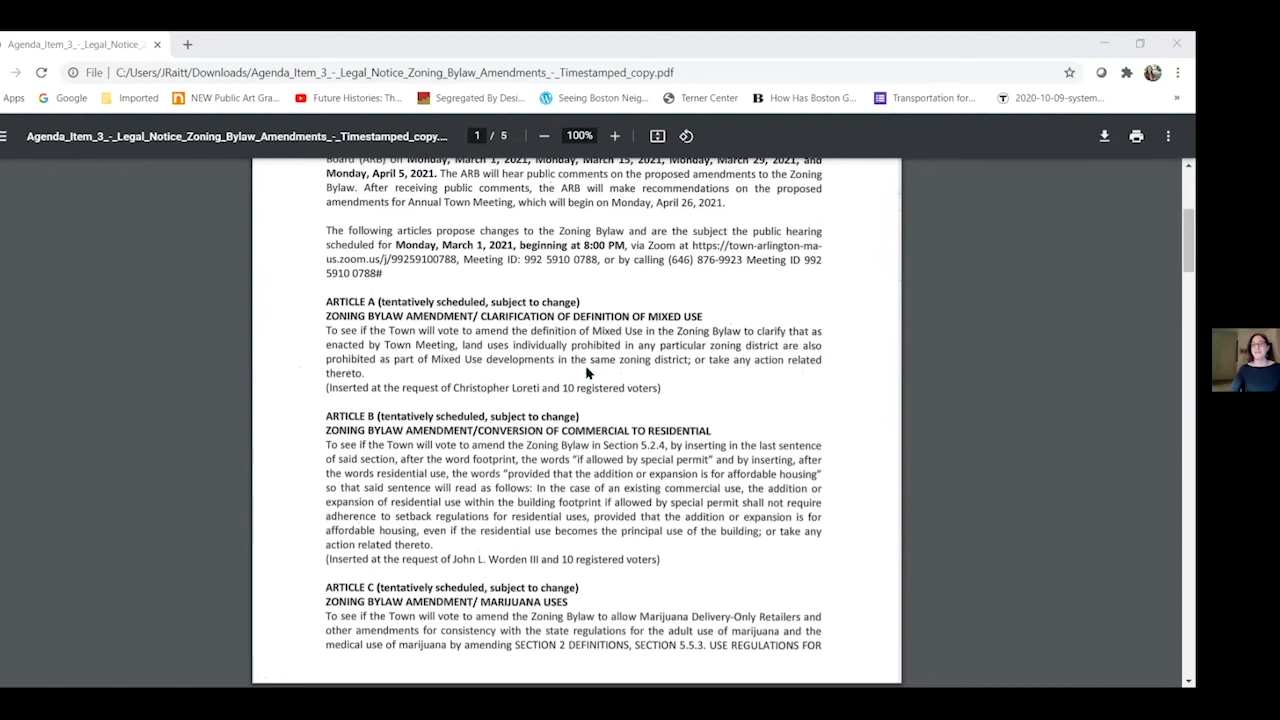 Agenda_Item_3_-_Legal_Notice_Z
File
C:/Users/JRaitt/Downloads/Agenda_Item_3_-_Legal_Notice_Zoning_Bylaw_Amendments_-_Timestamped_copy.pdf
Apps Google Imported NEW Public Art Gra... Future Histories: Th... Segregated By Desi... Seeing Boston Neig... Terner Center How Has Boston G... Transportation for... 2020-10-09-system... »
Agenda_Item_3_-_Legal_Notice_Zoning_Bylaw_Amendments_-_Timestamped_copy.... 1 / 5 100%
Board (ARB) on Monday, March 1, 2021, Monday, March 15, 2021, Monday, March 29, 2021, and
Monday, April 5, 2021. The ARB will hear public comments on the proposed amendments to the Zoning
Bylaw. After receiving public comments, the ARB will make recommendations on the proposed
amendments for Annual Town Meeting, which will begin on Monday, April 26, 2021.
The following articles propose changes to the Zoning Bylaw and are the subject the public hearing
scheduled for Monday, March 1, 2021, beginning at 8:00 PM, via Zoom at https://town-arlington-ma-
us.zoom.us/j/99259100788, Meeting ID: 992 5910 0788, or by calling (646) 876-9923 Meeting ID 992
5910 0788#
ARTICLE A (tentatively scheduled, subject to change)
ZONING BYLAW AMENDMENT/ CLARIFICATION OF DEFINITION OF MIXED USE
To see if the Town will vote to amend the definition of Mixed Use in the Zoning Bylaw to clarify that as
enacted by Town Meeting, land uses individually prohibited in any particular zoning district are also
prohibited as part of Mixed Use developments in the same zoning district; or take any action related
thereto.
(Inserted at the request of Christopher Loreti and 10 registered voters)
ARTICLE B (tentatively scheduled, subject to change)
ZONING BYLAW AMENDMENT/CONVERSION OF COMMERCIAL TO RESIDENTIAL
To see if the Town will vote to amend the Zoning Bylaw in Section 5.2.4, by inserting in the last sentence
of said section, after the word footprint, the words "if allowed by special permit" and by inserting, after
the words residential use, the words "provided that the addition or expansion is for affordable housing"
so that said sentence will read as follows: In the case of an existing commercial use, the addition or
expansion of residential use within the building footprint if allowed by special permit shall not require
adherence to setback regulations for residential uses, provided that the addition or expansion is for
affordable housing, even if the residential use becomes the principal use of the building; or take any
action related thereto.
(Inserted at the request of John L. Worden III and 10 registered voters)
ARTICLE C (tentatively scheduled, subject to change)
ZONING BYLAW AMENDMENT/ MARIJUANA USES
To see if the Town will vote to amend the Zoning Bylaw to allow Marijuana Delivery-Only Retailers and
other amendments for consistency with the state regulations for the adult use of marijuana and the
medical use of marijuana by amending SECTION 2 DEFINITIONS, SECTION 5.5.3. USE REGULATIONS FOR